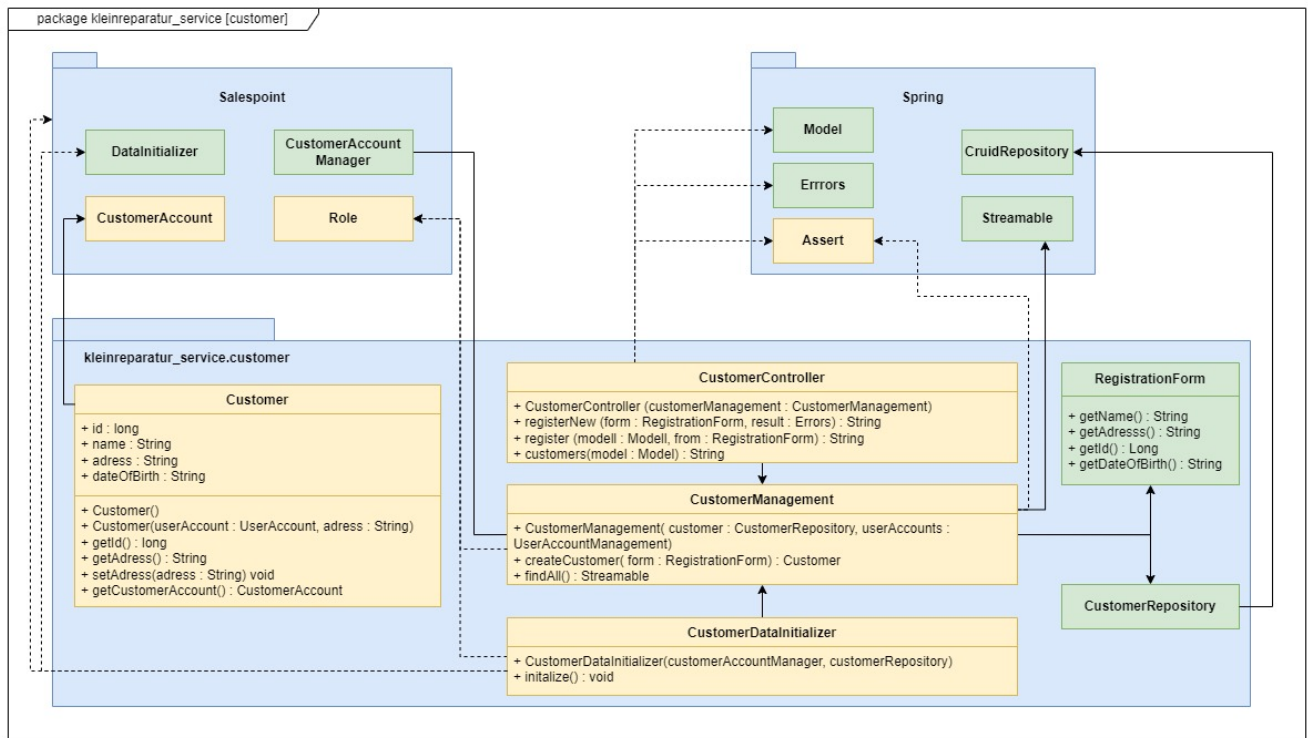 package kleinreparatur_service [customer]
Salespoint
DataInitializer
CustomerAccount
Manager
CustomerAccount
Role
Spring
Model
CruidRepository
Errrors
Streamable
Assert
kleinreparatur_service.customer
Customer
+ id : long
+ name : String
+ adress : String
+ dateOfBirth : String
+ Customer()
+ Customer(userAccount : UserAccount, adress : String)
+ getId() : long
+ getAdress() : String
+ setAdress(adress : String) void
+ getCustomerAccount() : CustomerAccount
CustomerController
+ CustomerController (customerManagement : CustomerManagement)
+ registerNew (form : RegistrationForm, result : Errors) : String
+ register (modell : Modell, from : RegistrationForm) : String
+ customers(model : Model) : String
CustomerManagement
+ CustomerManagement( customer : CustomerRepository, userAccounts :
UserAccountManagement)
+ createCustomer( form : RegistrationForm) : Customer
+ findAll() : Streamable
CustomerDataInitializer
+ CustomerDataInitializer(customerAccountManager, customerRepository)
+ initalize() : void
RegistrationForm
+ getName() : String
+ getAdresss() : String
+ getId() : Long
+ getDateOfBirth() : String
CustomerRepository